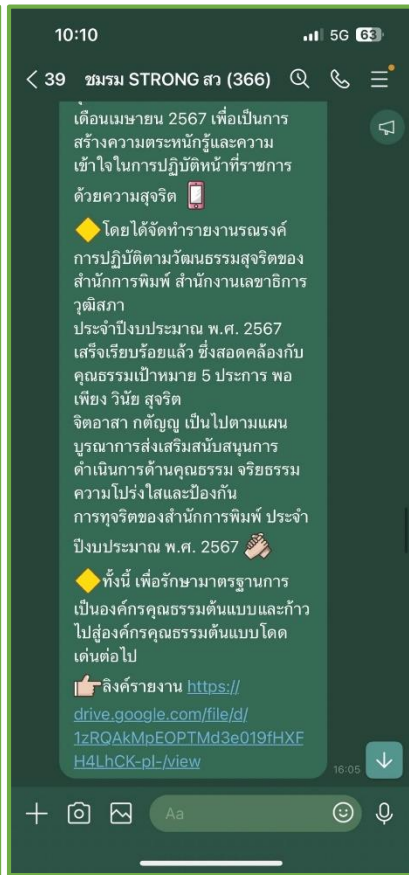 10:10
5G 63
39 ชมรม STRONG สว (366)
เดือนเมษายน 2567 เพื่อเป็นการ
สร้างความตระหนักรู้และความ
เข้าใจในการปฏิบัติหน้าที่ราชการ
ด้วยความสุจริต
โดยได้จัดทำรายงานรณรงค์
การปฏิบัติตามวัฒนธรรมสุจริตของ
สำนักการพิมพ์ สำนักงานเลขาธิการ
วุฒิสภา
ประจำปีงบประมาณ พ.ศ. 2567
เสร็จเรียบร้อยแล้ว ซึ่งสอดคล้องกับ
คุณธรรมเป้าหมาย 5 ประการ พอ
เพียง วินัย สุจริต
จิตอาสา กตัญญู เป็นไปตามแผน
บูรณาการส่งเสริมสนับสนุนการ
ดำเนินการด้านคุณธรรม จริยธรรม
ความโปร่งใสและป้องกัน
การทุจริตของสำนักการพิมพ์ ประจำ
ปีงบประมาณ พ.ศ. 2567
ทั้งนี้ เพื่อรักษามาตรฐานการ
เป็นองค์กรคุณธรรมต้นแบบและก้าว
ไปสู่องค์กรคุณธรรมต้นแบบโดด
เด่นต่อไป
ลิงค์รายงาน https://
drive.google.com/file/d/
1zRQAkMpEOPTMd3e019fHXF
H4LhCK-pI-/view
16:05
Aa